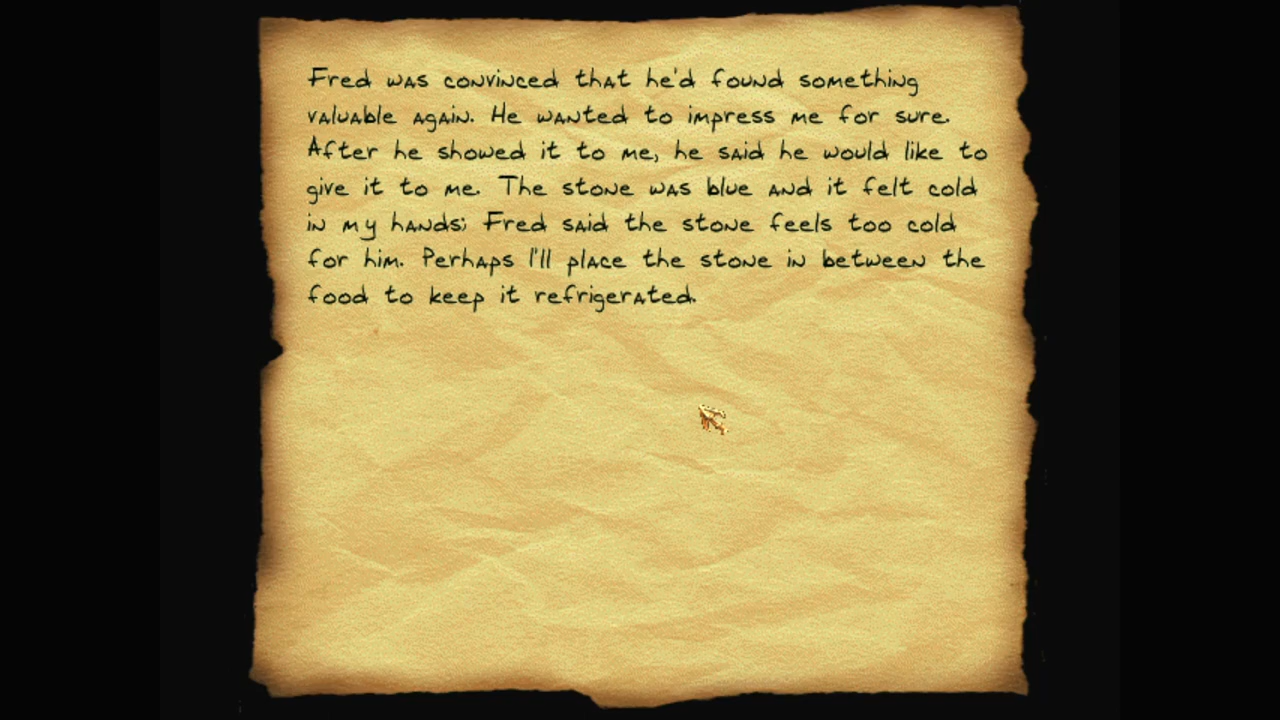 Fred was convinced that he'd found something
valuable again. He wanted to impress me for sure.
After he showed it to me, he said he would like to
give it to me. The stone was blue and it felt cold
in my hands; Fred said the stone feels too cold
for him. Perhaps I'll place the stone in between the
food to keep it refrigerated.